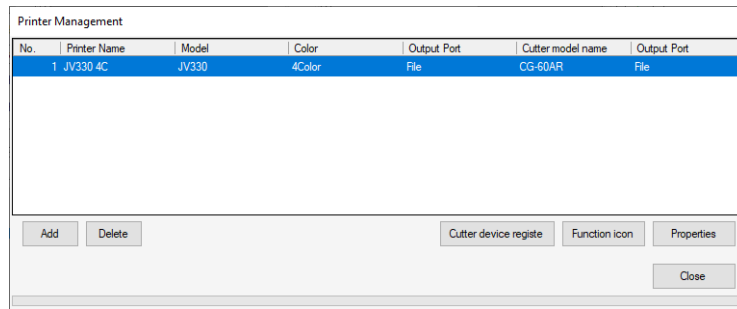 Printer Management
No. Printer Name Model Color Output Port Cutter model name Output Port
1 JV330 4C JV330 4Color File CG-60AR File
Add Delete Cutter device registe Function icon Properties
Close